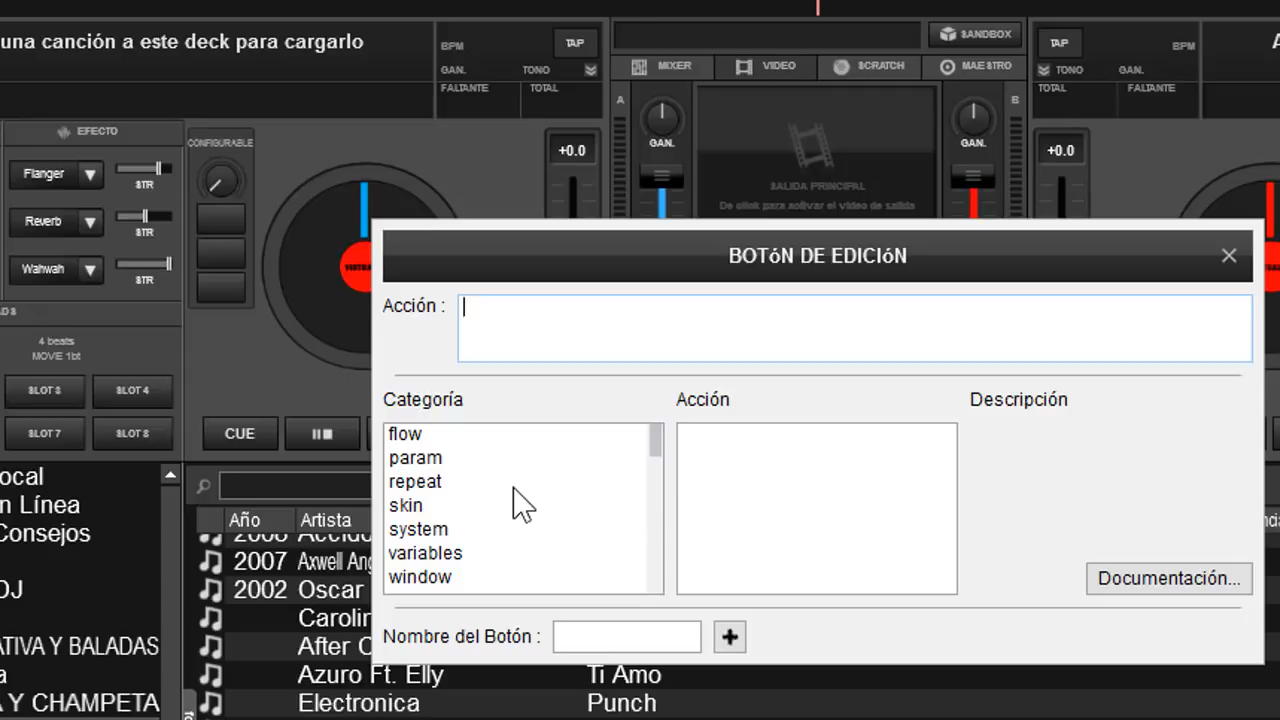 una canción a este deck para cargarlo
BPM
TAP
GAN.
TONO
FALTANTE
TOTAL
SANDBOX
MIXER
VIDEO
SCRATCH
MAESTRO
TAP
BPM
TONO
GAN.
TOTAL
FALTANTE
A
B
EFECTO
CONFIGURABLE
Flanger
STR
Reverb
STR
Wahwah
STR
+0.0
GAN.
GAN.
+0.0
SALIDA PRINCIPAL
De click para activar el video de salida
4 beats
MOVE 1bt
SLOT 3
SLOT 4
SLOT 7
SLOT 8
CUE
BOTóN DE EDICIóN
Acción :
Categoría
Acción
Descripción
flow
param
repeat
skin
system
variables
window
Documentación...
Nombre del Botón :
ocal
n Línea
Consejos
DJ
ATIVA Y BALADAS
a
A Y CHAMPETA
Año
Artista
2007 Axwell An
2002 Oscar
Carolin
After C
Azuro Ft. Elly
Ti Amo
Electronica
Punch